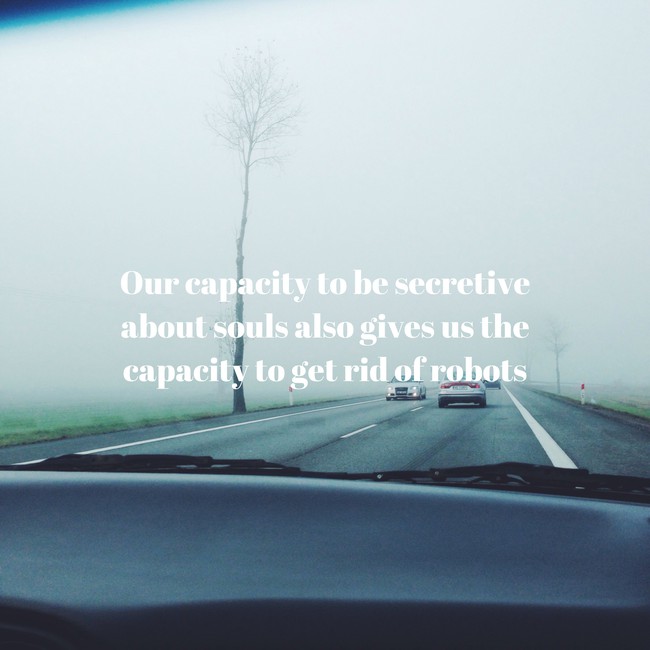 Our capacity to be secretive
about souls also gives us the
capacity to get rid of robots